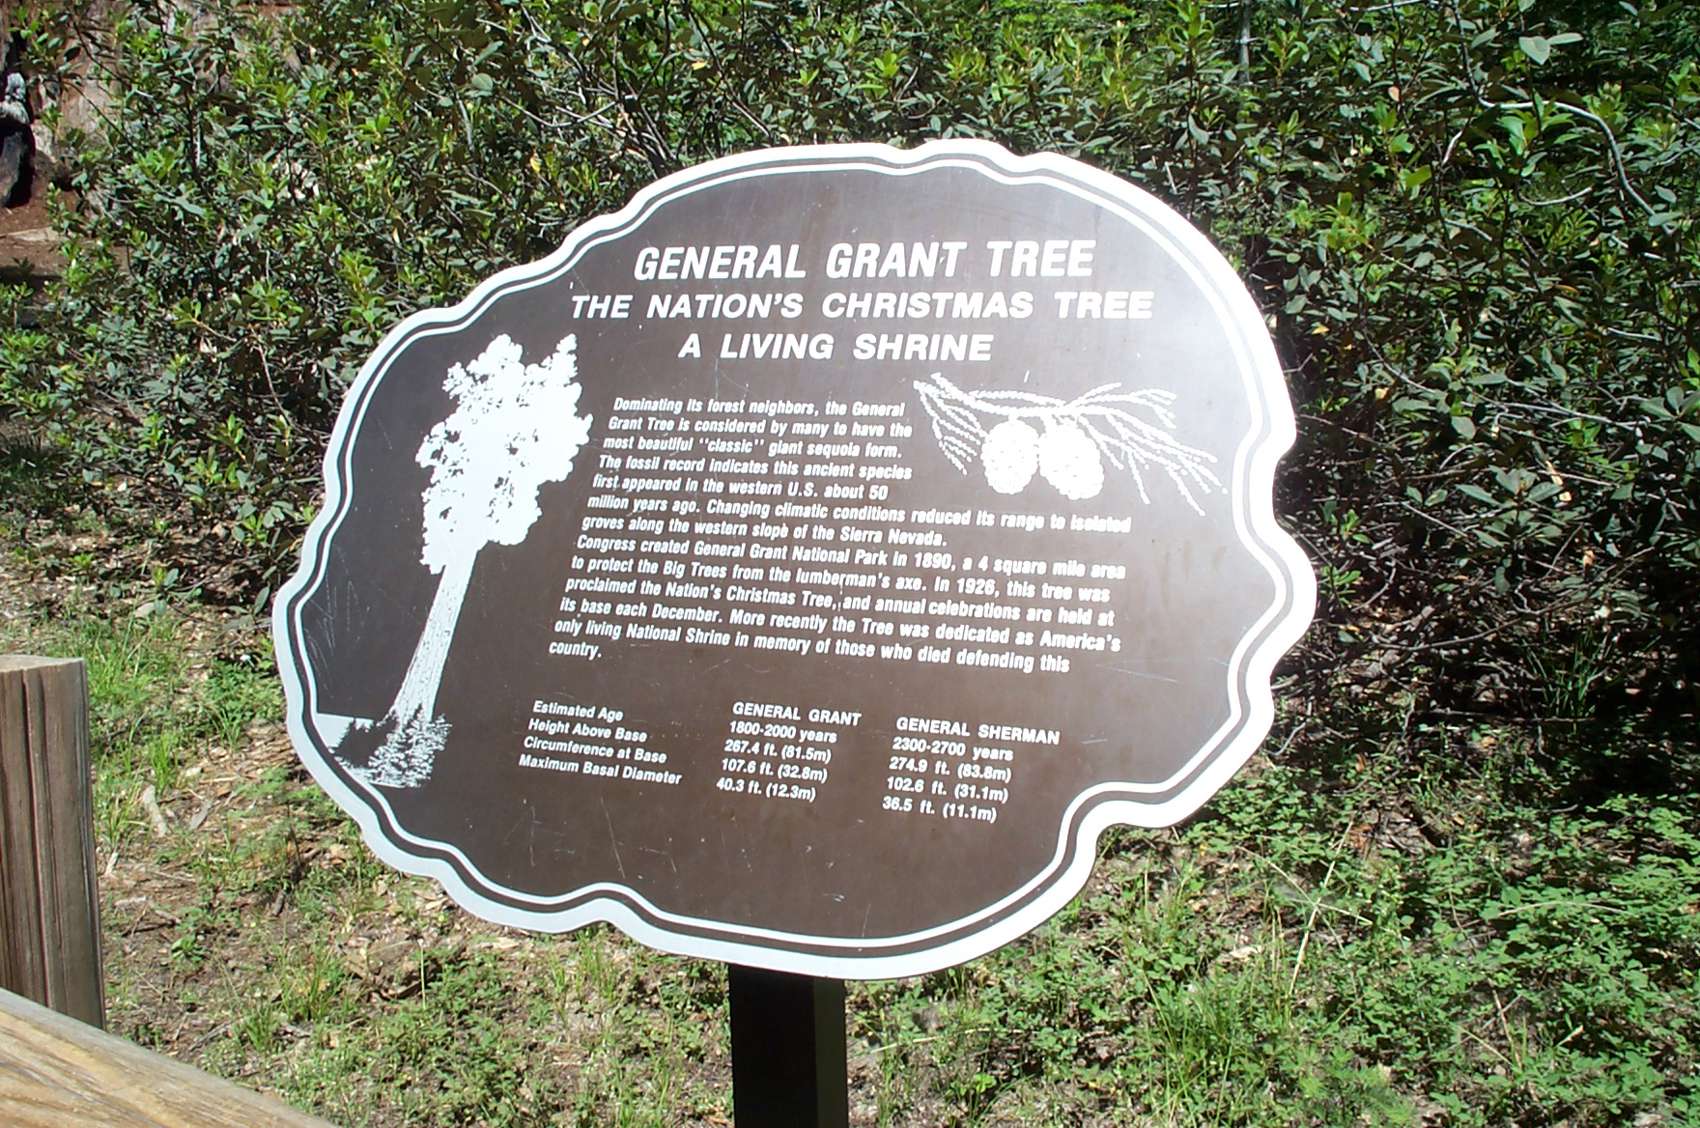 GENERAL GRANT TREE
THE NATION'S CHRISTMAS TREE
A LIVING SHRINE
Dominating its forest neighbors, the General
Grant Tree is considered by many to have the
most beautiful "classic" giant sequoia form.
The fossil record indicates this ancient species
first appeared in the western U.S. about 50
million years ago. Changing climatic conditions reduced its range to isolated
groves along the western slope of the Sierra Nevada.
Congress created General Grant National Park in 1890, a 4 square mile area
to protect the Big Trees from the lumberman's axe. In 1926, this tree was
proclaimed the Nation's Christmas Tree, and annual celebrations are held at
its base each December. More recently the Tree was dedicated as America's
only living National Shrine in memory of those who died defending this
country.
GENERAL GRANT GENERAL SHERMAN
Estimated Age 1800-2000 years 2300-2700 years
Height Above Base 267.4 ft. (81.5m) 274.9 ft. (83.8m)
Circumference at Base 107.6 ft. (32.8m) 102.6 ft. (31.1m)
Maximum Basal Diameter 40.3 ft. (12.3m) 36.5 ft. (11.1m)